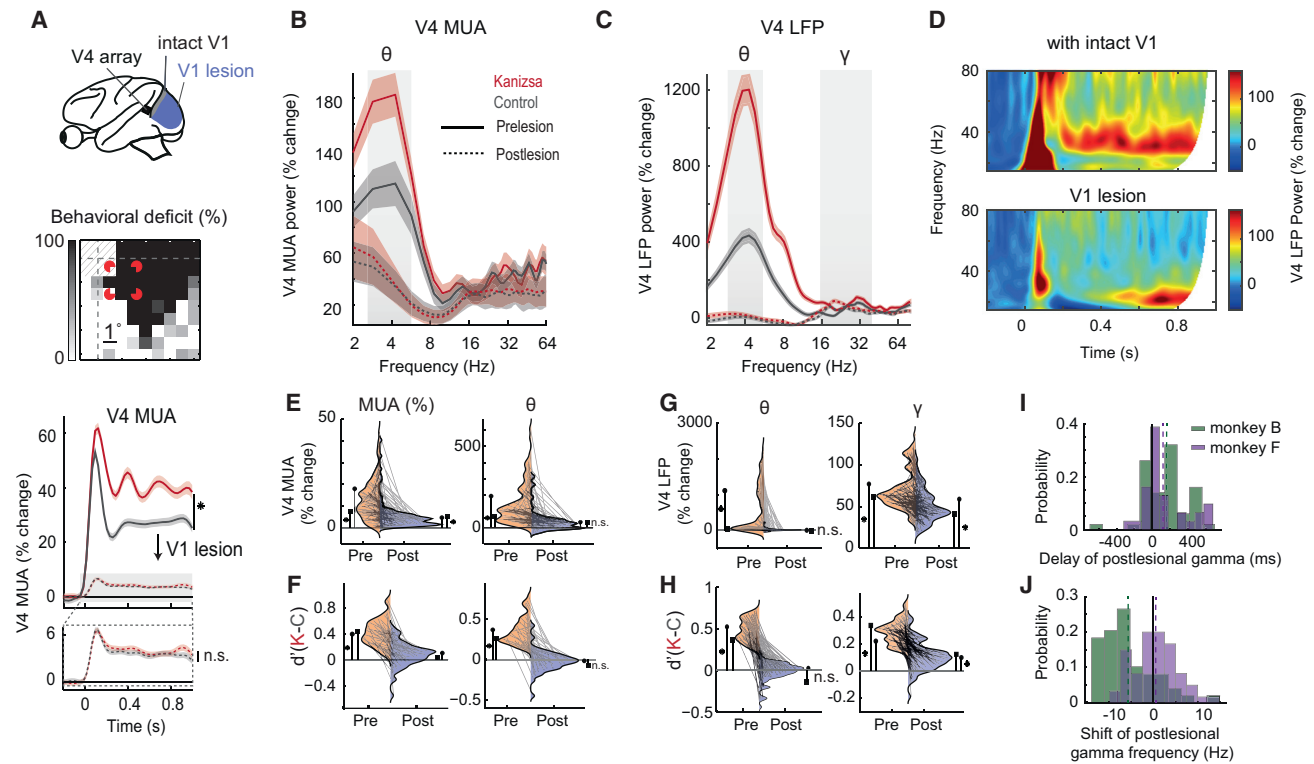 A
V4 array
intact V1
V1 lesion
Behavioral deficit (%)
100
0
1°
V4 MUA
V4 MUA (% change)
60
40
20
0
*
V1 lesion
6
0
n.s.
0 0.4 0.8
Time (s)
B
V4 MUA
θ
Kanizsa
Control
Prelesion
Postlesion
V4 MUA power (% cahnge)
180
140
100
60
20
2 4 8 16 32 64
Frequency (Hz)
C
V4 LFP
θ γ
V4 LFP power (% change)
1200
800
400
0
2 4 8 16 32 64
Frequency (Hz)
D
with intact V1
80
40
100
0
V1 lesion
80
40
100
0
Frequency (Hz)
V4 LFP Power (% change)
0 0.4 0.8
Time (s)
E
MUA (%) θ
V4 MUA
(% change)
50
0
500
0
n.s.
Pre Post
Pre Post
F
d'(K-C)
0.8
0.4
0
−0.4
0.5
0
−0.5
n.s.
Pre Post
Pre Post
G
θ γ
V4 LFP
(% change)
3000
0
n.s.
150
100
50
0
Pre Post
Pre Post
H
d'(K-C)
1
0.5
0
−0.5
n.s.
0.4
0.2
0
-0.2
Pre Post
Pre Post
I
monkey B
monkey F
Probability
0.4
0.2
0
-400 0 400
Delay of postlesional gamma (ms)
J
Probability
0.3
0.2
0.1
0
-10 0 10
Shift of postlesional
gamma frequency (Hz)